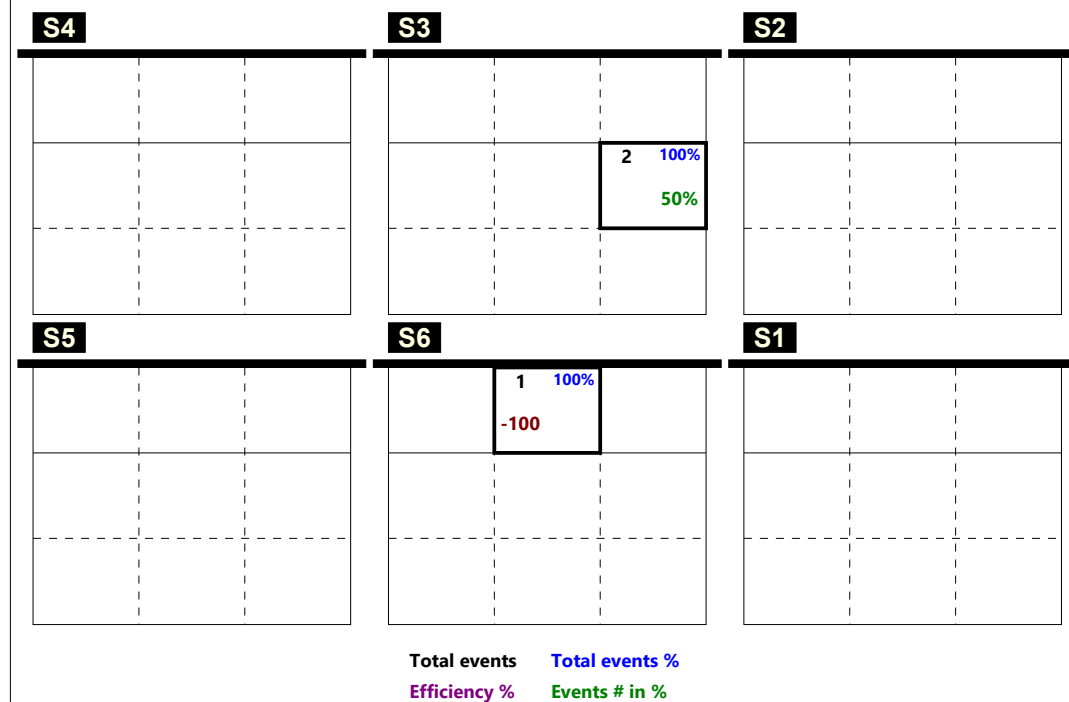 S4 S3 S2
2 100%
50%
S5 S6 S1
1 100%
-100
Total events Total events %
Efficiency % Events # in %